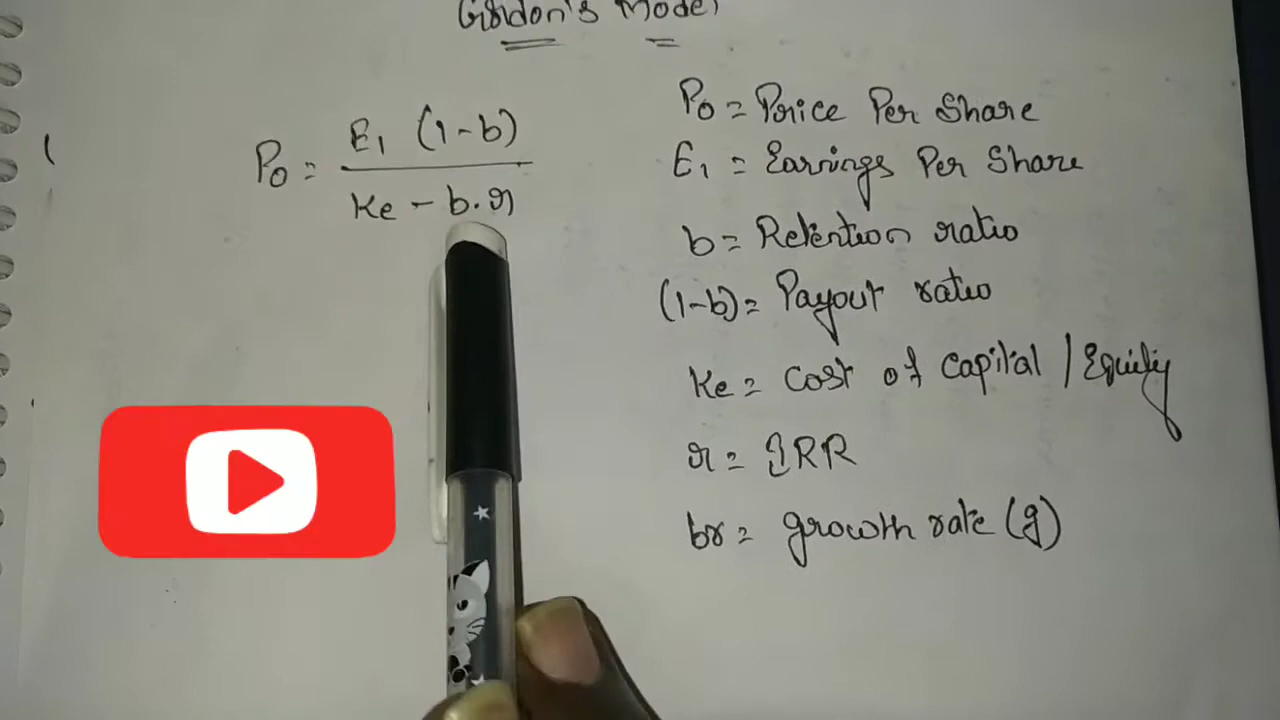 Gordon's Model
P₀ = E₁ (1-b) / Ke - b.r
P₀ = Price Per Share
E₁ = Earnings Per Share
b = Retention ratio
(1-b) = Payout ratio
Ke = Cost of Capital / Equity
r = IRR
br = growth rate (g)